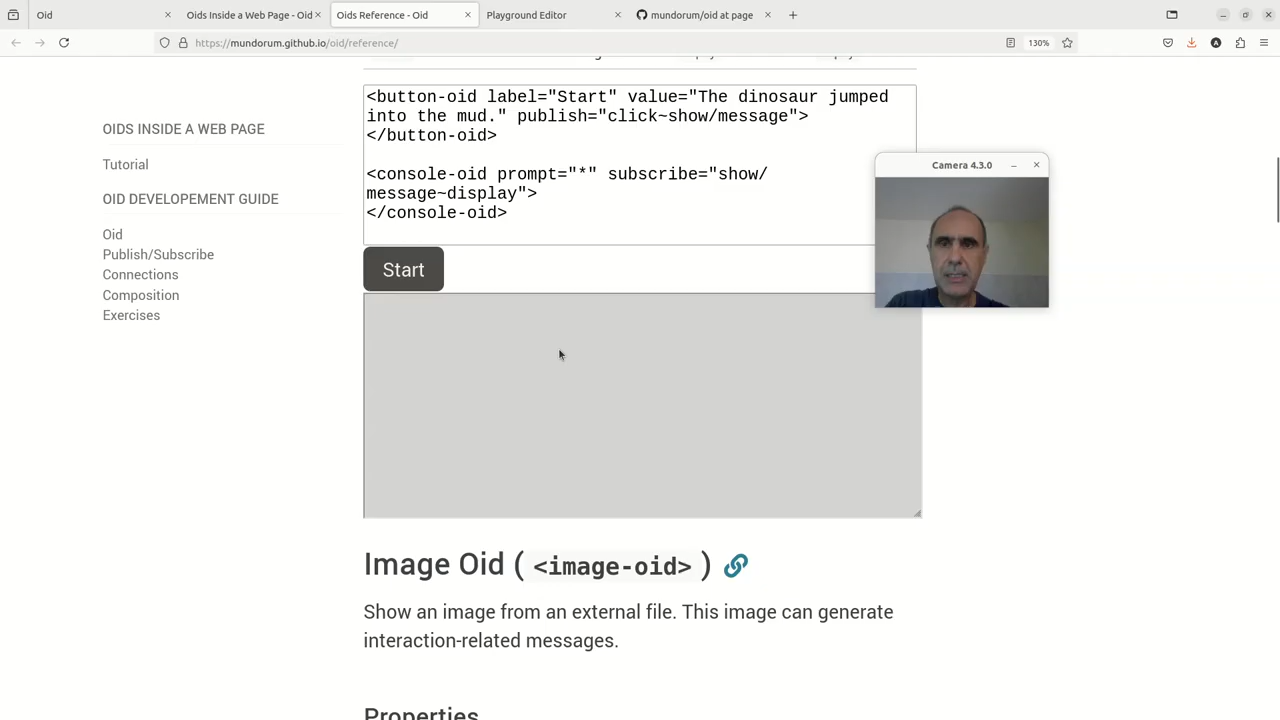 Oid
Oids Inside a Web Page - Oid
Oids Reference - Oid
Playground Editor
mundorum/oid at page
https://mundorum.github.io/oid/reference/
130%
<button-oid label="Start" value="The dinosaur jumped
into the mud." publish="click~show/message">
</button-oid>
<console-oid prompt="*" subscribe="show/
message~display">
</console-oid>
OIDS INSIDE A WEB PAGE
Tutorial
OID DEVELOPEMENT GUIDE
Oid
Publish/Subscribe
Connections
Composition
Exercises
Camera 4.3.0
Start
Image Oid ( <image-oid> )
Show an image from an external file. This image can generate
interaction-related messages.
Properties